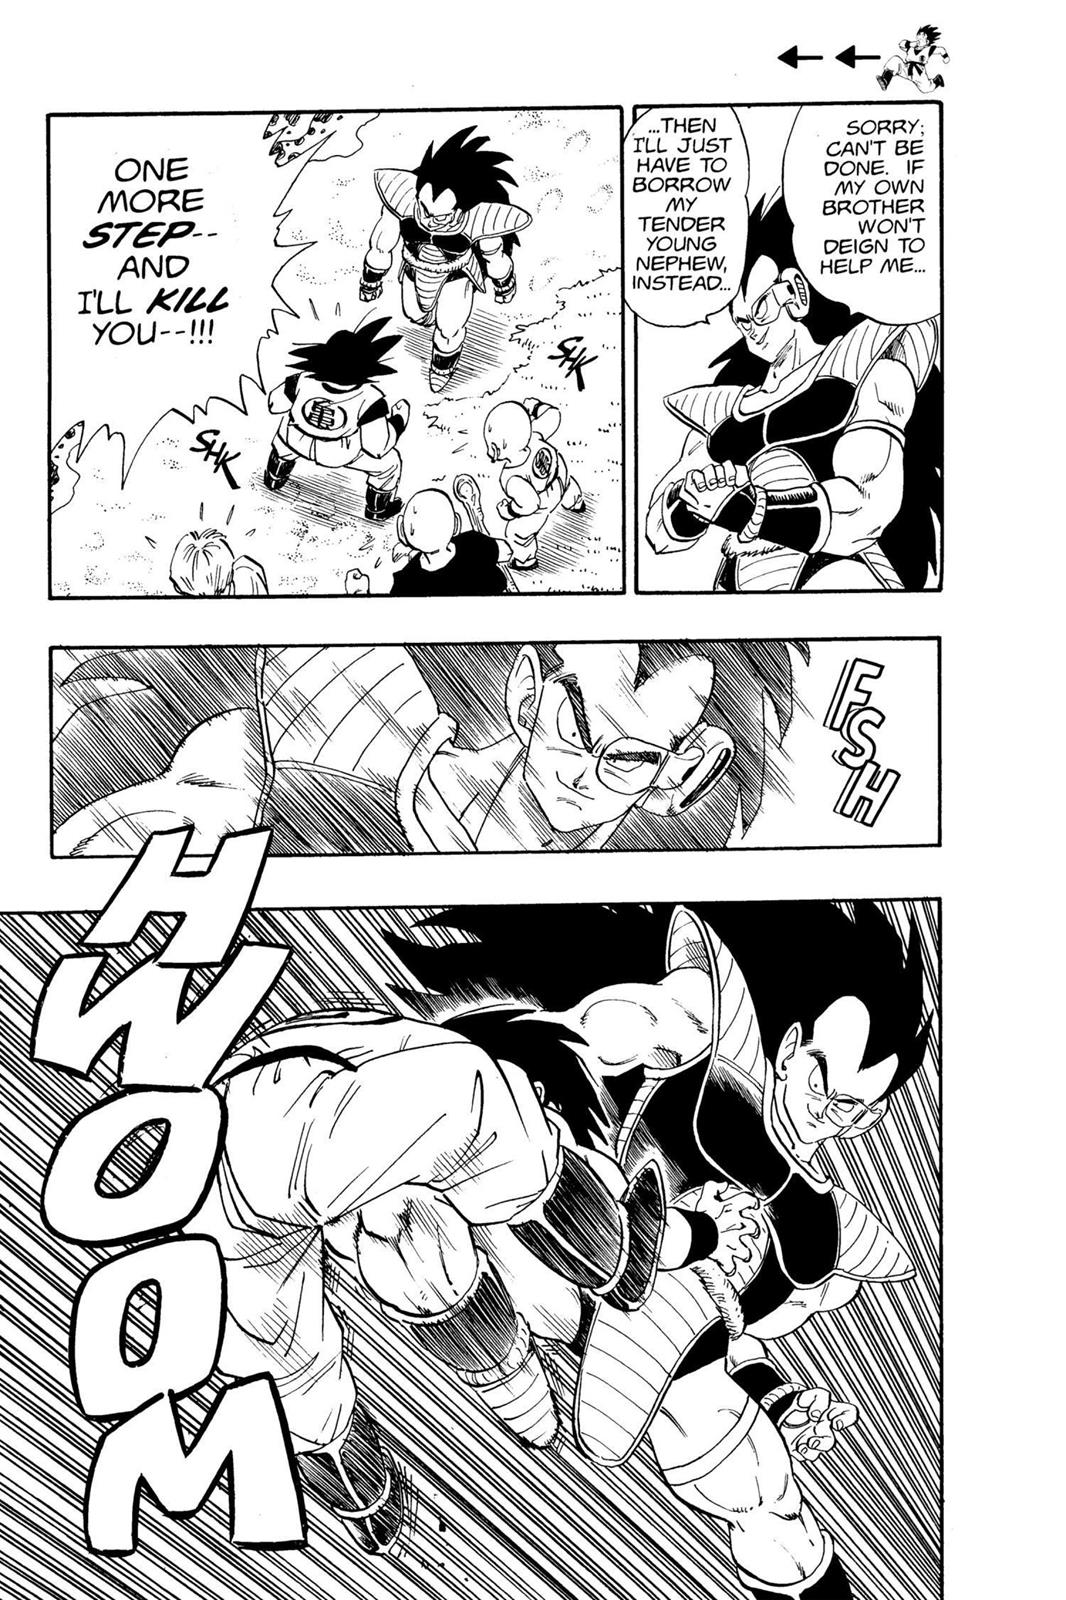 SORRY;
CAN'T BE
DONE. IF
MY OWN
BROTHER
WON'T
DEIGN TO
HELP ME...
...THEN
I'LL JUST
HAVE TO
BORROW
MY
TENDER
YOUNG
NEPHEW,
INSTEAD...
ONE
MORE
STEP--
AND
I'LL KILL
YOU--!!!
SHK
SHK
FSH
HWOOM